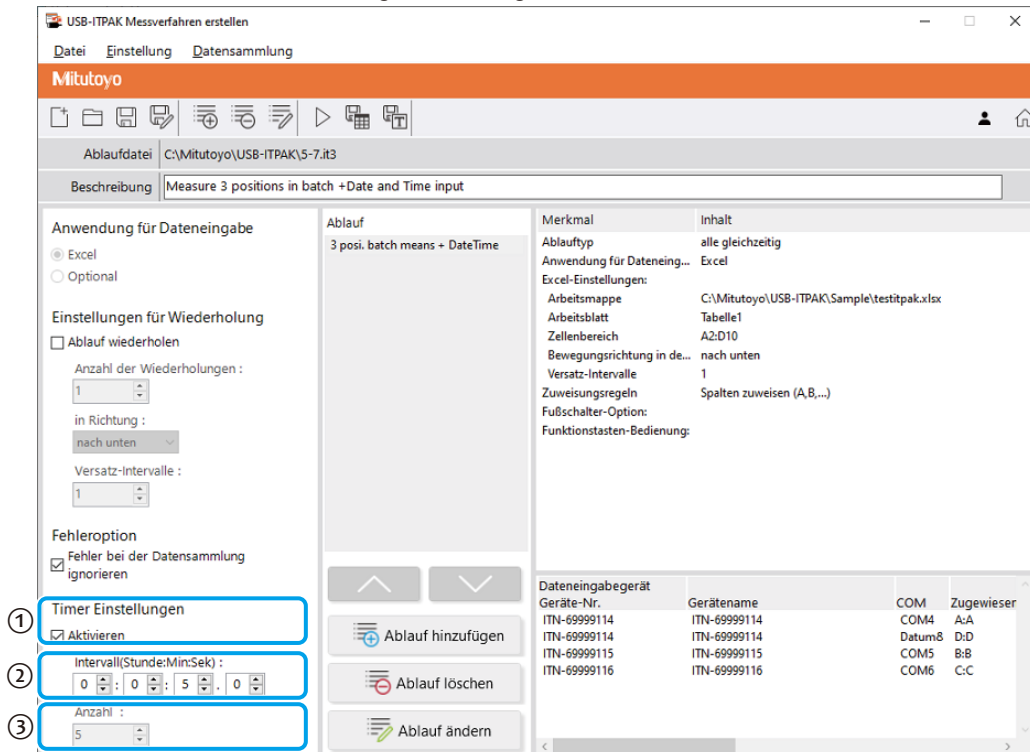 USB-ITPAK Messverfahren erstellen
Datei Einstellung Datensammlung
Mitutoyo
Ablaufdatei C:\Mitutoyo\USB-ITPAK\5-7.it3
Beschreibung Measure 3 positions in batch +Date and Time input
Anwendung für Dateneingabe
Excel
Optional
Einstellungen für Wiederholung
Ablauf wiederholen
Anzahl der Wiederholungen :
1
in Richtung :
nach unten
Versatz-Intervalle :
1
Fehleroption
Fehler bei der Datensammlung
ignorieren
① Timer Einstellungen
Aktivieren
② Intervall(Stunde:Min:Sek) :
0 : 0 : 5 . 0
③ Anzahl :
5
Ablauf
3 posi. batch means + DateTime
Ablauf hinzufügen
Ablauf löschen
Ablauf ändern
Merkmal Inhalt
Ablauftyp alle gleichzeitig
Anwendung für Dateneing... Excel
Excel-Einstellungen:
Arbeitsmappe C:\Mitutoyo\USB-ITPAK\Sample\testitpak.xlsx
Arbeitsblatt Tabelle1
Zellenbereich A2:D10
Bewegungsrichtung in de... nach unten
Versatz-Intervalle 1
Zuweisungsregeln Spalten zuweisen (A,B,...)
Fußschalter-Option:
Funktionstasten-Bedienung:
Dateneingabegerät
Geräte-Nr. Gerätename COM Zugewieser
ITN-69999114 ITN-69999114 COM4 A:A
ITN-69999114 ITN-69999114 Datum8 D:D
ITN-69999115 ITN-69999115 COM5 B:B
ITN-69999116 ITN-69999116 COM6 C:C